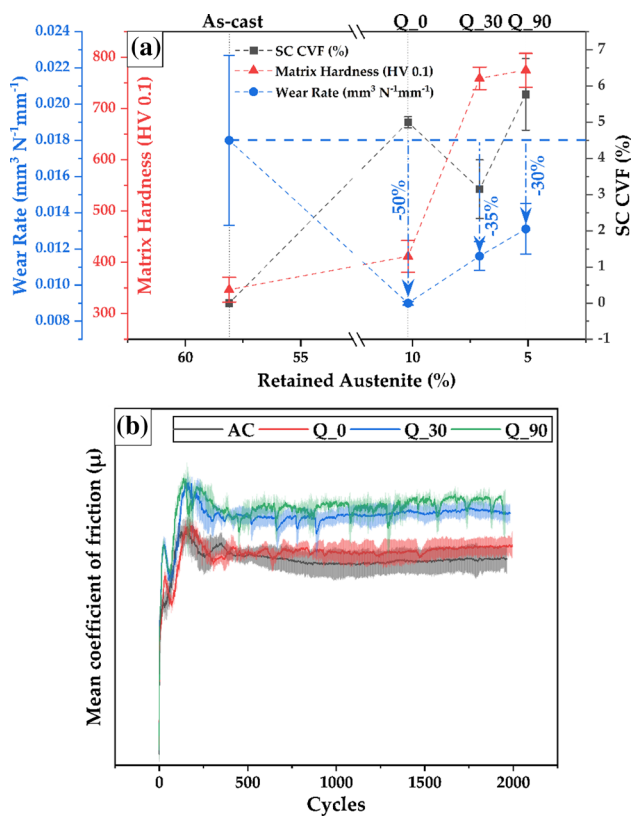 As-cast Q_0 Q_30 Q_90
(a)
SC CVF (%)
Matrix Hardness (HV 0.1)
Wear Rate (mm³ N⁻¹mm⁻¹)
Wear Rate (mm³ N⁻¹mm⁻¹)
0.024
0.022
0.020
0.018
0.016
0.014
0.012
0.010
0.008
Matrix Hardness (HV 0.1)
800
700
600
500
400
300
-50%
-35%
-30%
7
6
5
4
3
2
1
0
-1
SC CVF (%)
60 55 10 5
Retained Austenite (%)
(b)
AC Q_0 Q_30 Q_90
Mean coefficient of friction (μ)
0 250 500 750 1000 1250 1500 1750 2000
Cycles